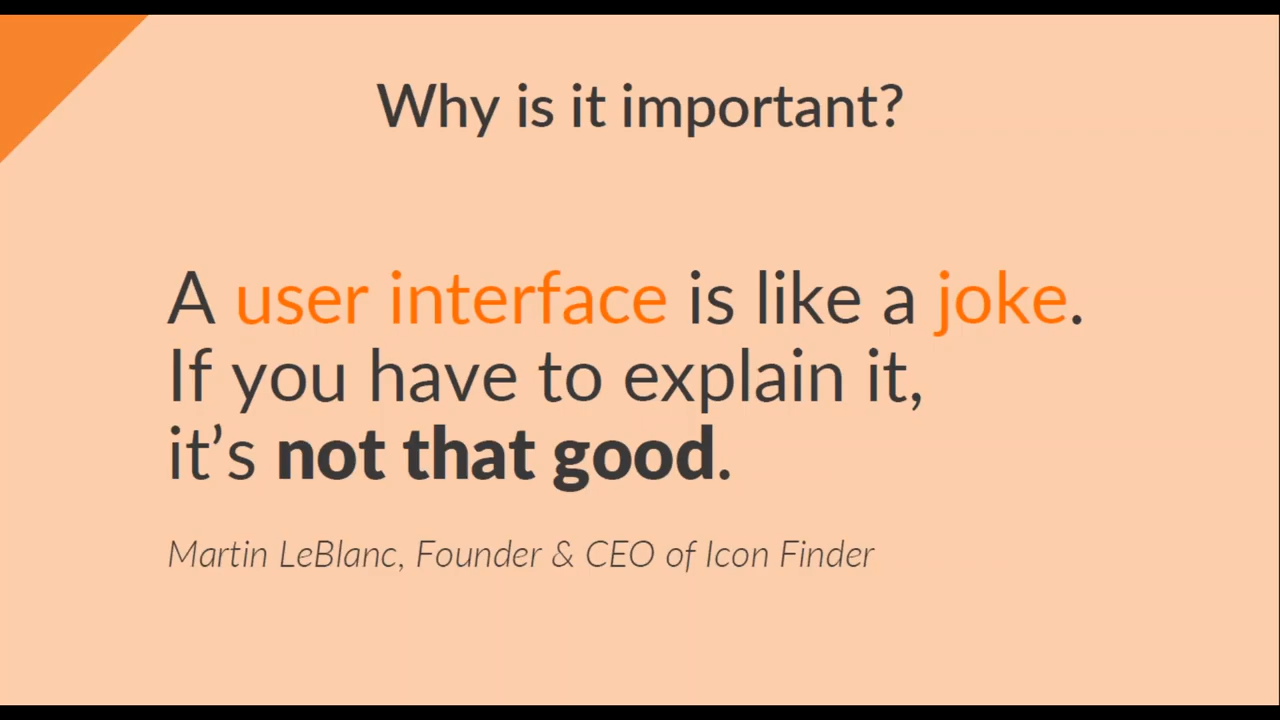 Why is it important?
A user interface is like a joke.
If you have to explain it,
it’s not that good.
Martin LeBlanc, Founder & CEO of Icon Finder